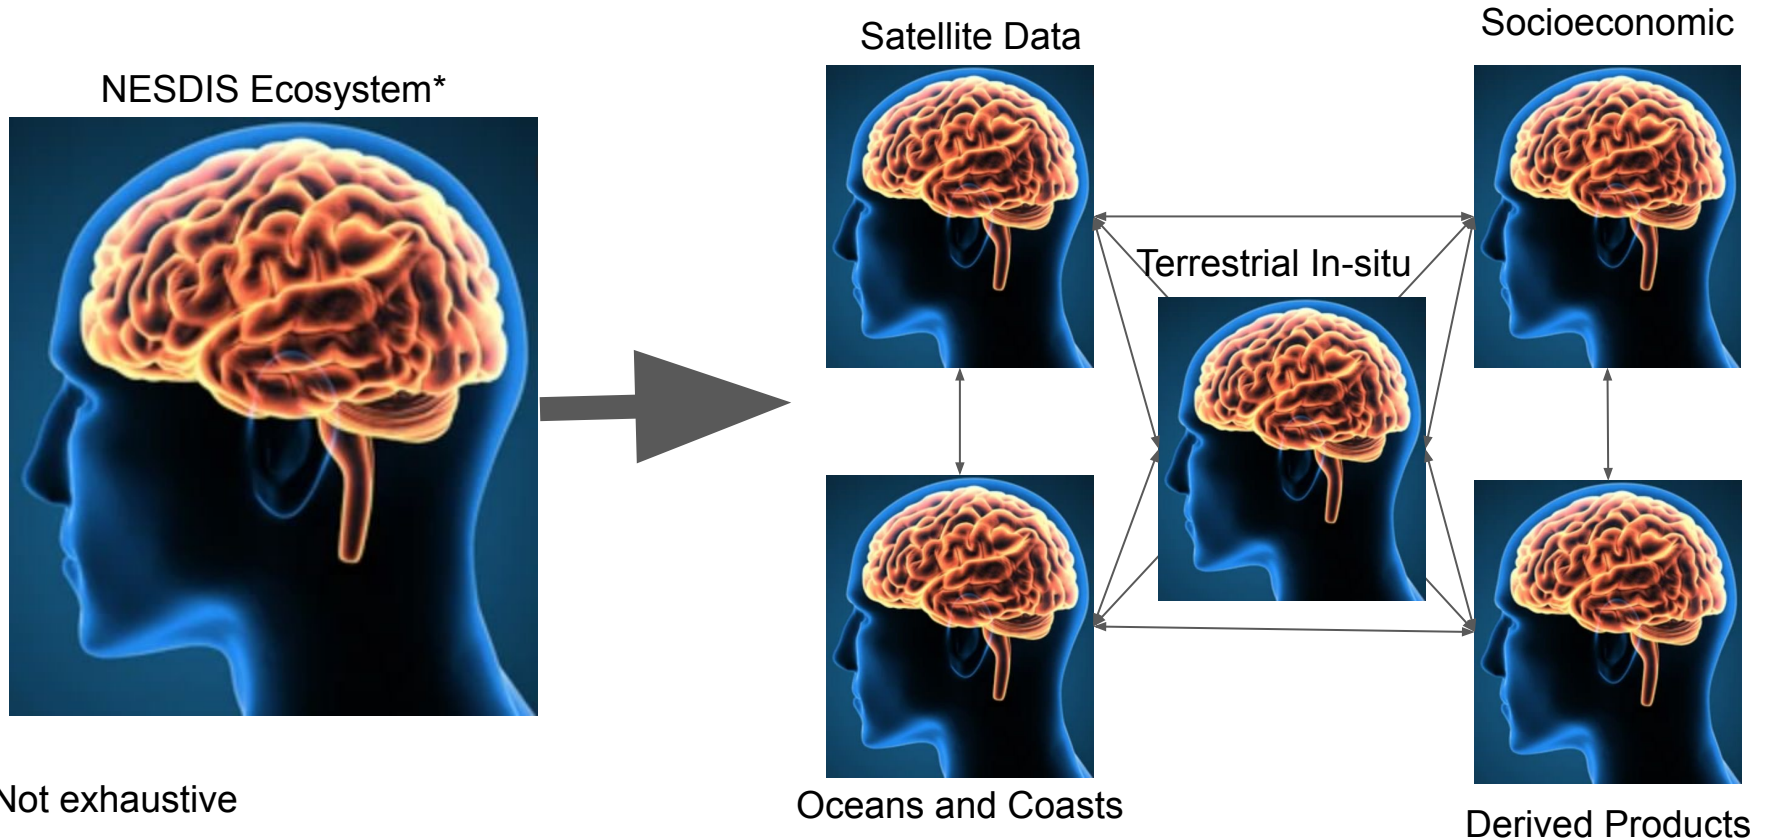 NESDIS Ecosystem*
Satellite Data
Socioeconomic
Terrestrial In-situ
Not exhaustive
Oceans and Coasts
Derived Products